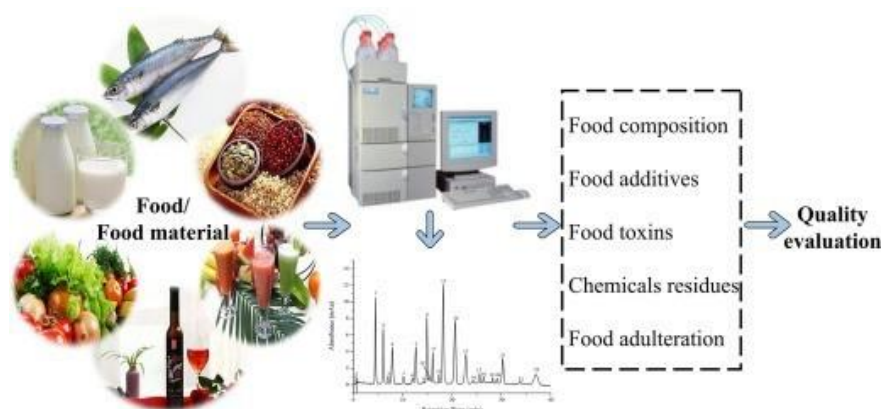 Food/
Food material
Food composition
Food additives
Food toxins
Chemicals residues
Food adulteration
Quality
evaluation